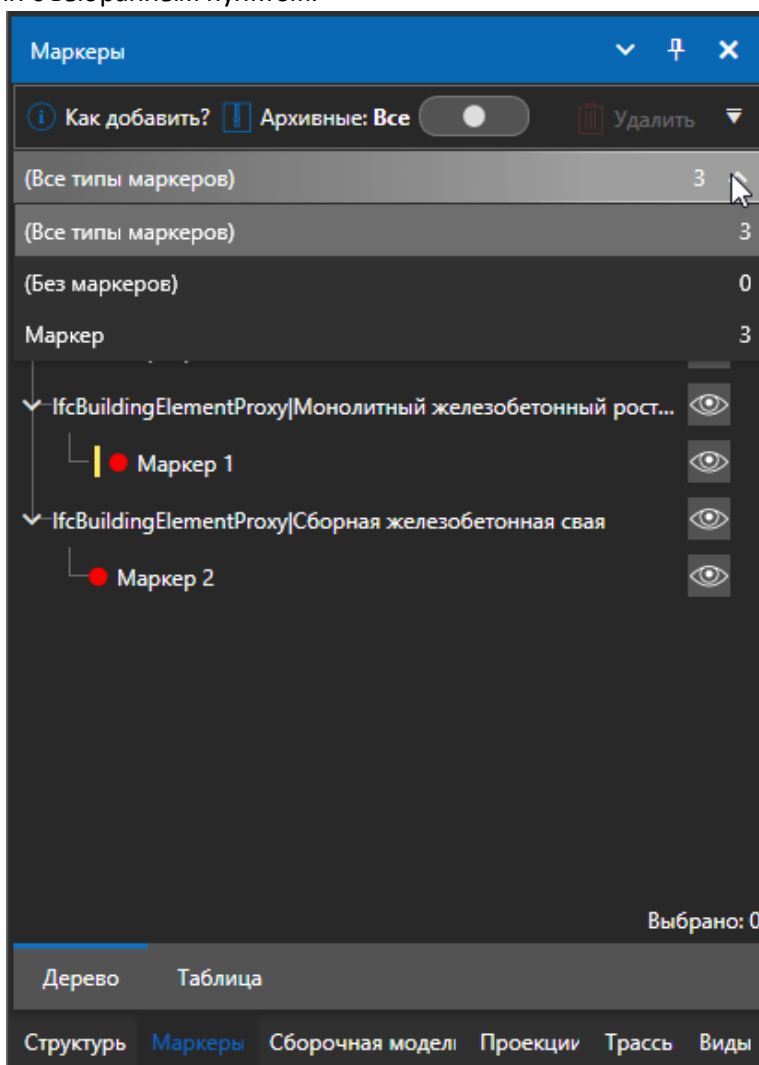 с выбранным пунктом.
Маркеры
Как добавить? Архивные: Все Удалить
(Все типы маркеров) 3
(Все типы маркеров) 3
(Без маркеров) 0
Маркер 3
IfcBuildingElementProxy|Монолитный железобетонный рост...
Маркер 1
IfcBuildingElementProxy|Сборная железобетонная свая
Маркер 2
Выбрано: 0
Дерево Таблица
Структурь Маркеры Сборочная модел Проекции Трассь Виды